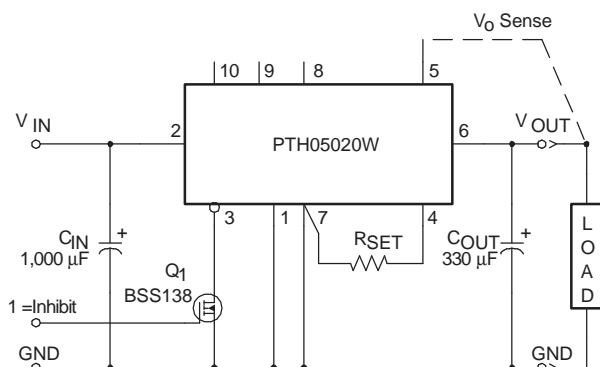 Vo Sense
10 9 8 5
VIN
2
PTH05020W
6
VOUT
3 1 7 4
CIN
+
1,000 µF
RSET
COUT
+
330 µF
L
O
A
D
Q1
BSS138
1 =Inhibit
GND
GND